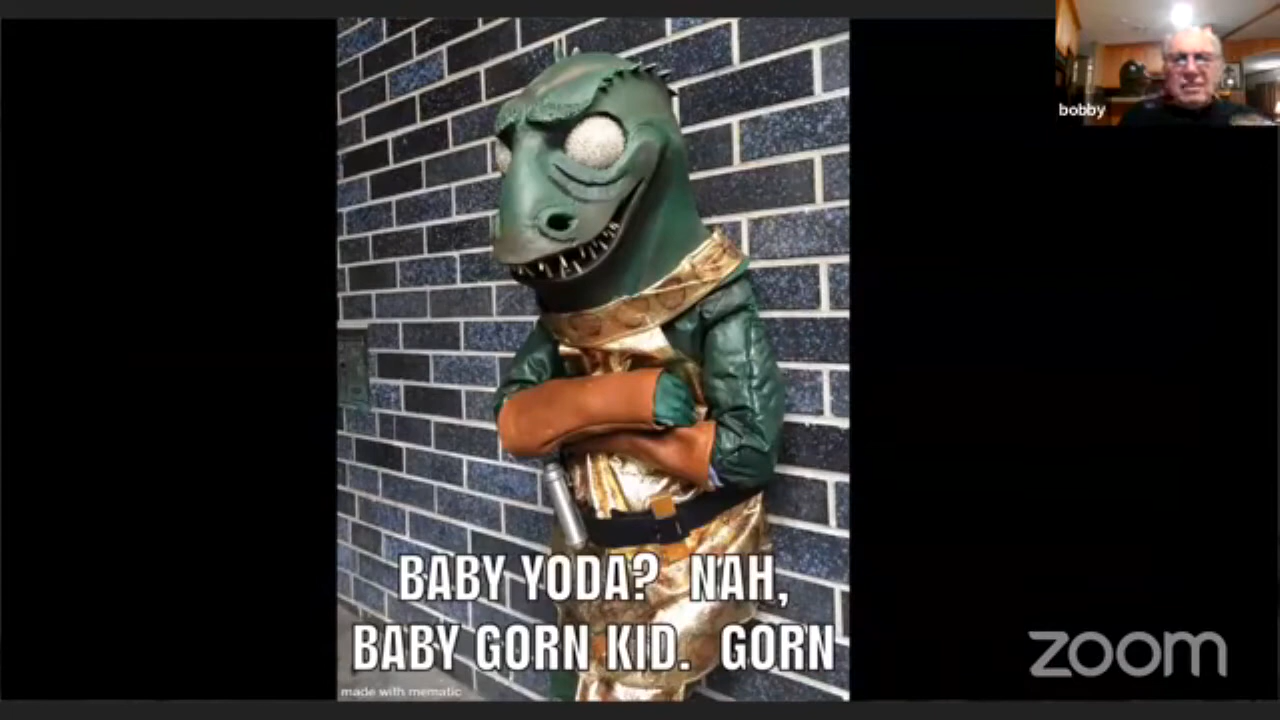 bobby
BABY YODA?  NAH,
BABY GORN KID.  GORN
made with mematic
zoom